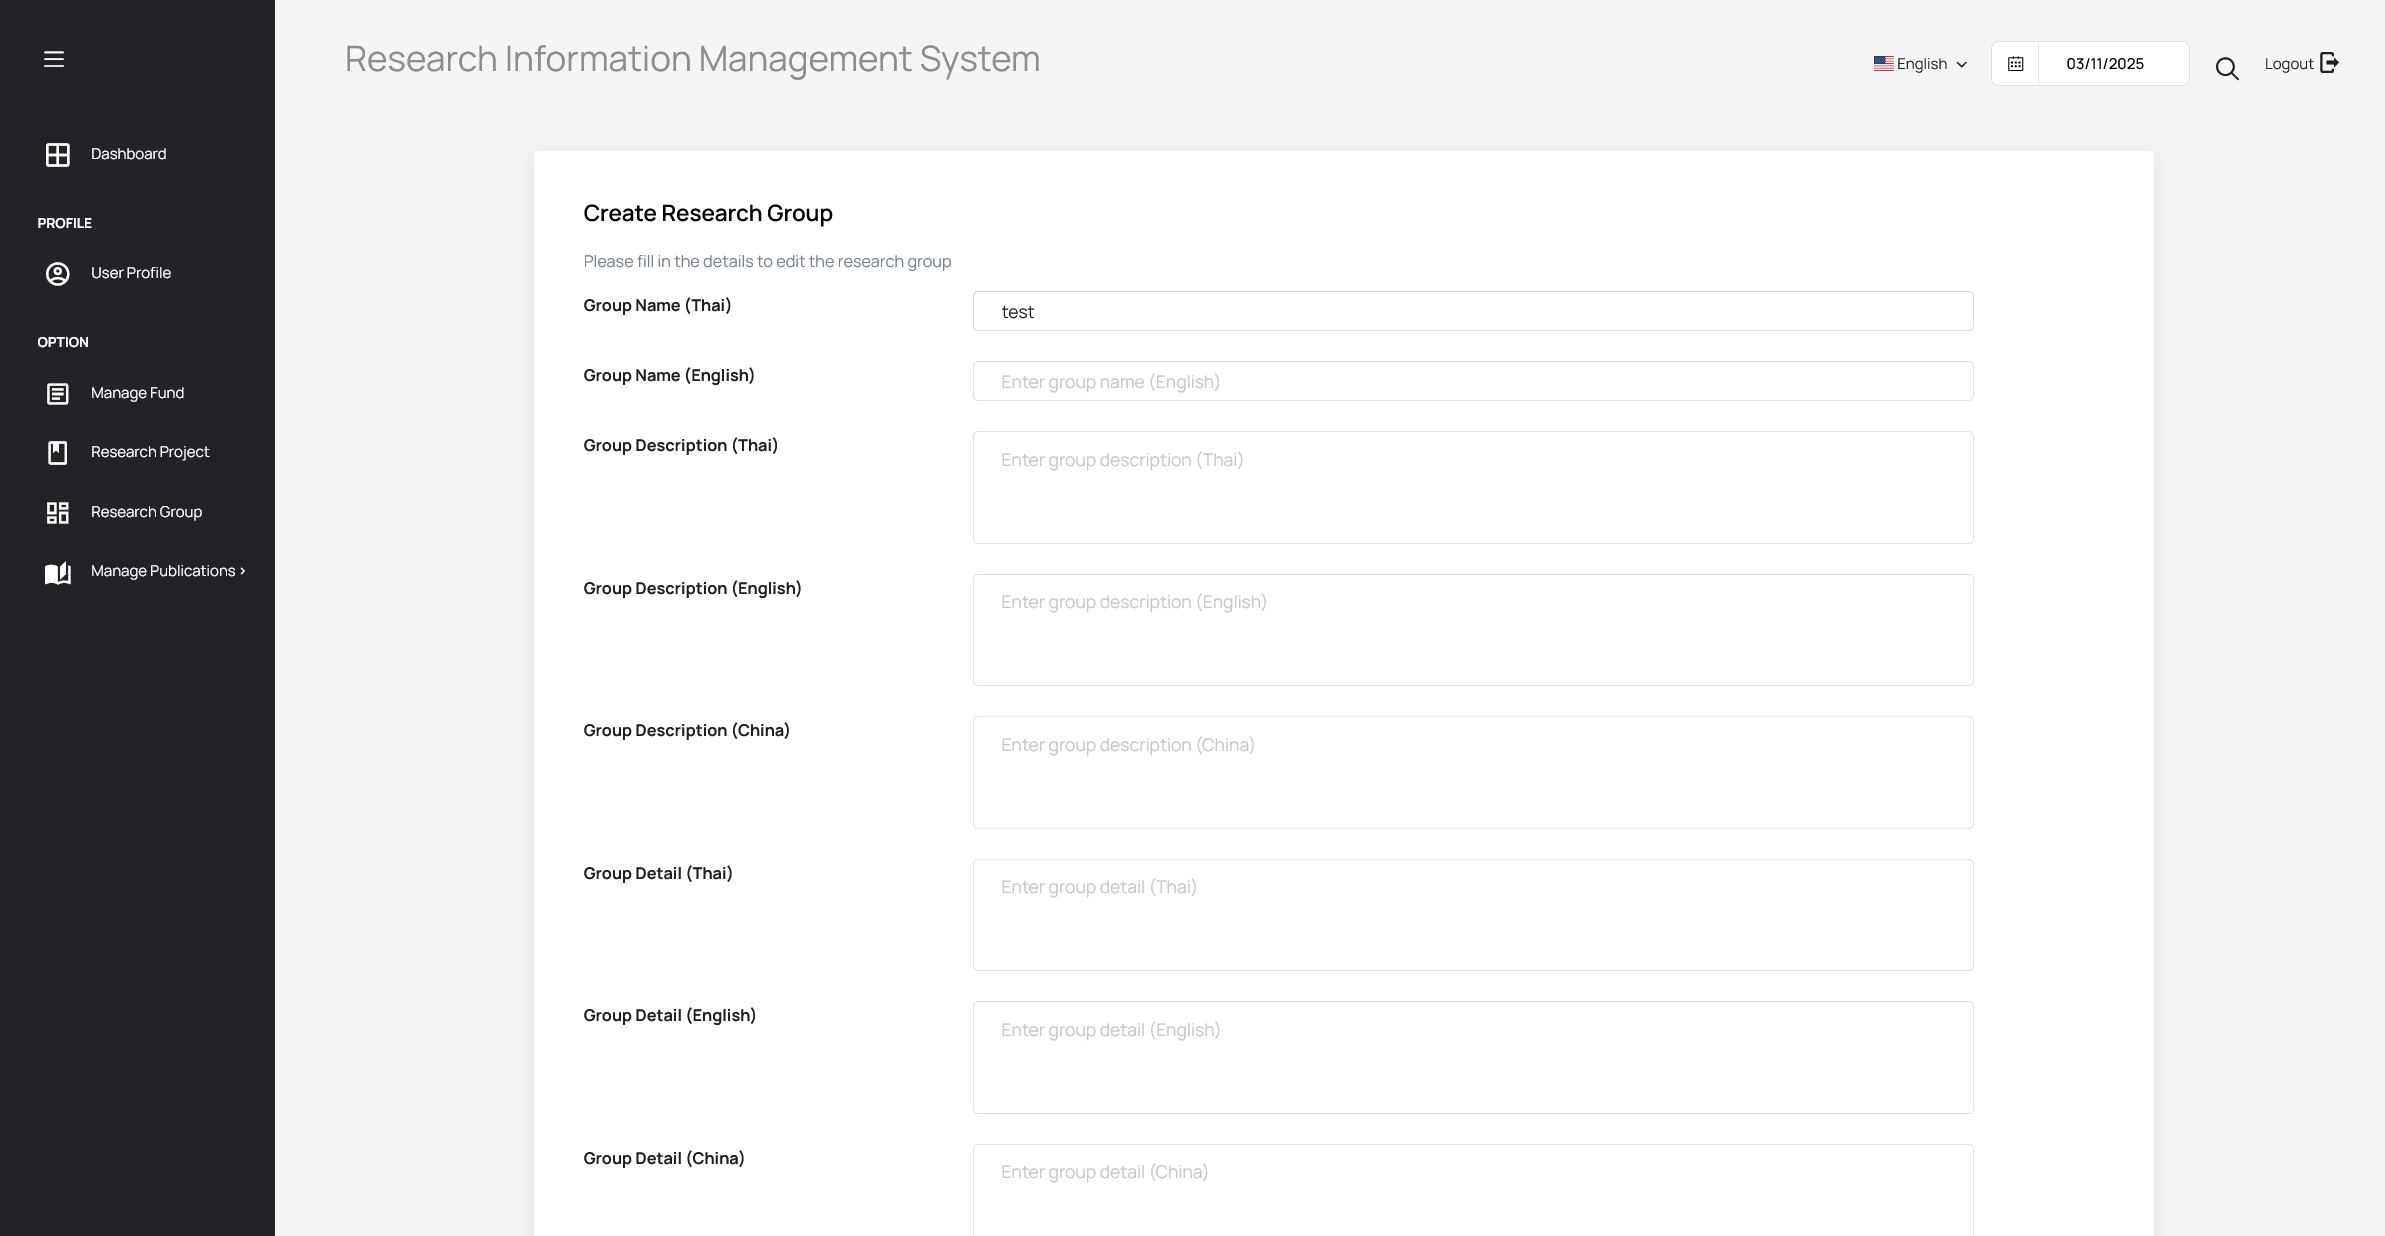 Research Information Management System
English
03/11/2025
Logout
Dashboard
PROFILE
User Profile
OPTION
Manage Fund
Research Project
Research Group
Manage Publications
Create Research Group
Please fill in the details to edit the research group
Group Name (Thai)
test
Group Name (English)
Enter group name (English)
Group Description (Thai)
Enter group description (Thai)
Group Description (English)
Enter group description (English)
Group Description (China)
Enter group description (China)
Group Detail (Thai)
Enter group detail (Thai)
Group Detail (English)
Enter group detail (English)
Group Detail (China)
Enter group detail (China)